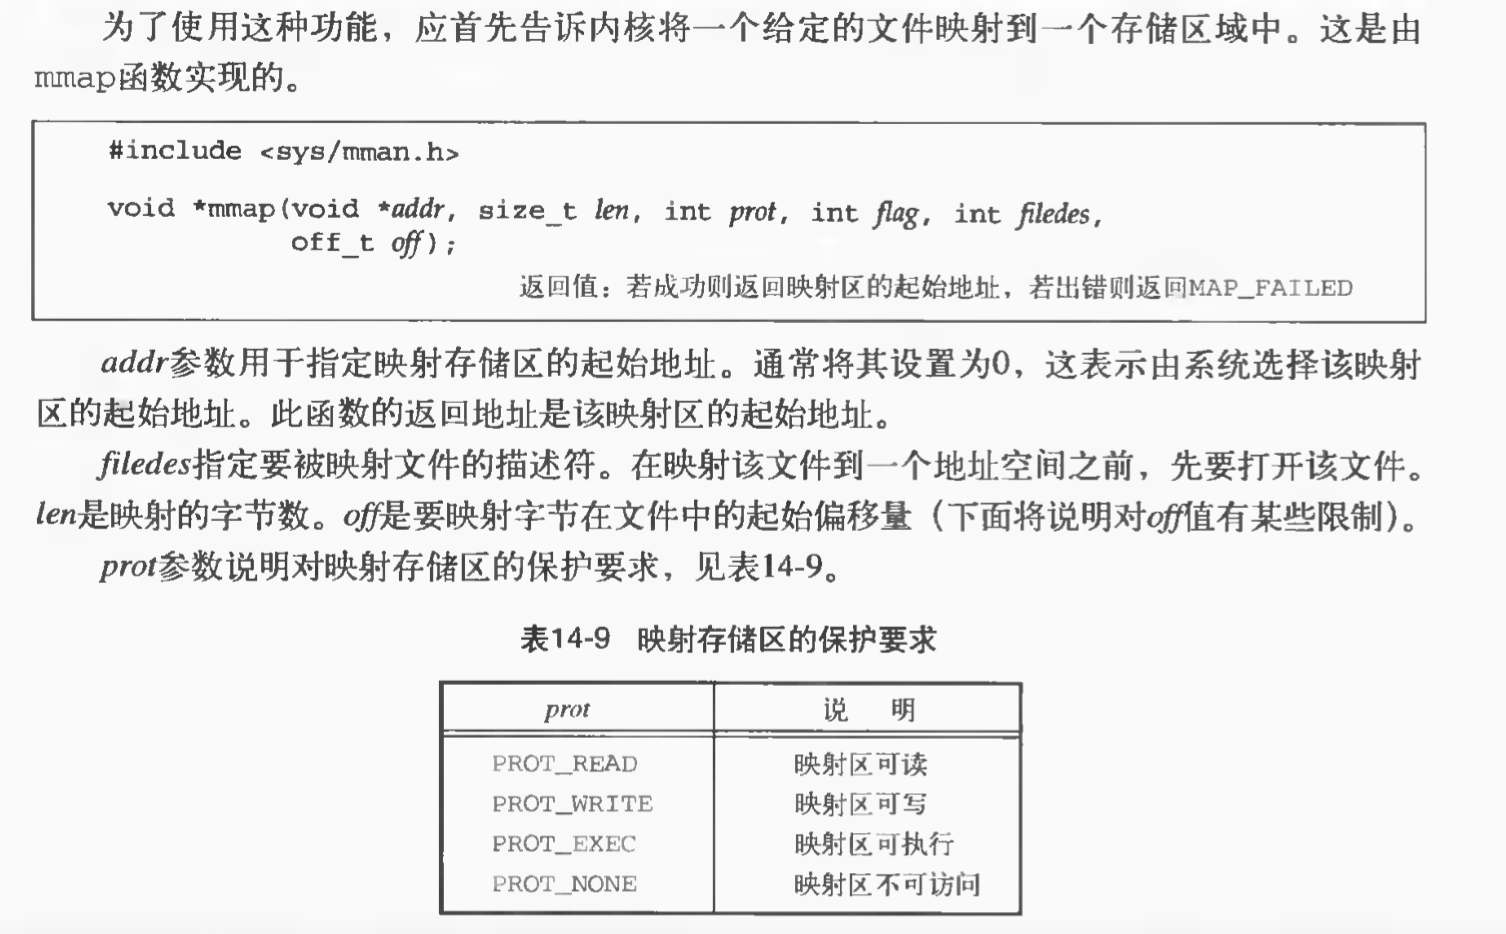 为了使用这种功能，应首先告诉内核将一个给定的文件映射到一个存储区域中。这是由
mmap函数实现的。
#include <sys/mman.h>
void *mmap(void *addr, size_t len, int prot, int flag, int filedes,
off_t off);
返回值：若成功则返回映射区的起始地址，若出错则返回MAP_FAILED
addr参数用于指定映射存储区的起始地址。通常将其设置为0，这表示由系统选择该映射
区的起始地址。此函数的返回地址是该映射区的起始地址。
filedes指定要被映射文件的描述符。在映射该文件到一个地址空间之前，先要打开该文件。
len是映射的字节数。off是要映射字节在文件中的起始偏移量（下面将说明对off值有某些限制）。
prot参数说明对映射存储区的保护要求，见表14-9。
表14-9 映射存储区的保护要求
prot 说 明
PROT_READ 映射区可读
PROT_WRITE 映射区可写
PROT_EXEC 映射区可执行
PROT_NONE 映射区不可访问